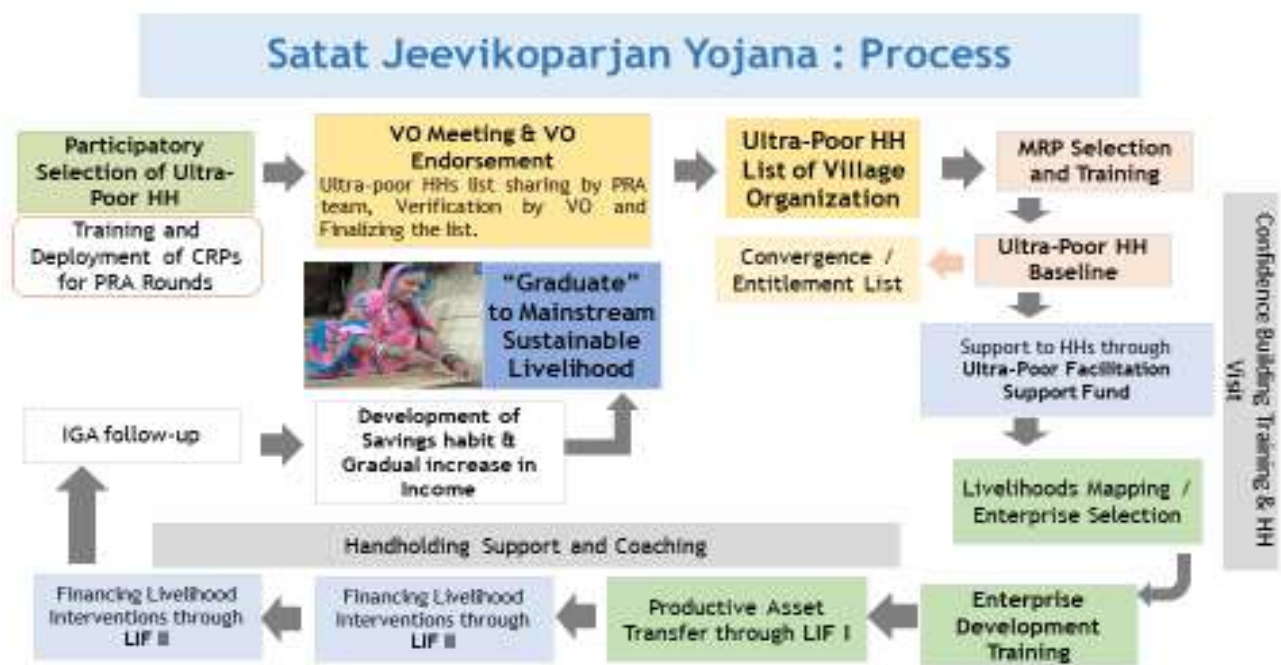 Satat Jeevikoparjan Yojana : Process
Participatory
Selection of Ultra-
Poor HH
Training and
Deployment of CRPs
for PRA Rounds
VO Meeting & VO
Endorsement
Ultra-poor HHs list sharing by PRA
team, Verification by VO and
Finalizing the list.
Ultra-Poor HH
List of Village
Organization
MRP Selection
and Training
Ultra-Poor HH
Baseline
Convergence /
Entitlement List
Support to HHs through
Ultra-Poor Facilitation
Support Fund
Livelihoods Mapping /
Enterprise Selection
Confidence Building Training & HH
Visit
Enterprise
Development
Training
Productive Asset
Transfer through LIF I
Financing Livelihood
Interventions through
LIF II
Financing Livelihood
Interventions through
LIF II
Handholding Support and Coaching
IGA follow-up
Development of
Savings habit &
Gradual increase in
Income
“Graduate”
to Mainstream
Sustainable
Livelihood